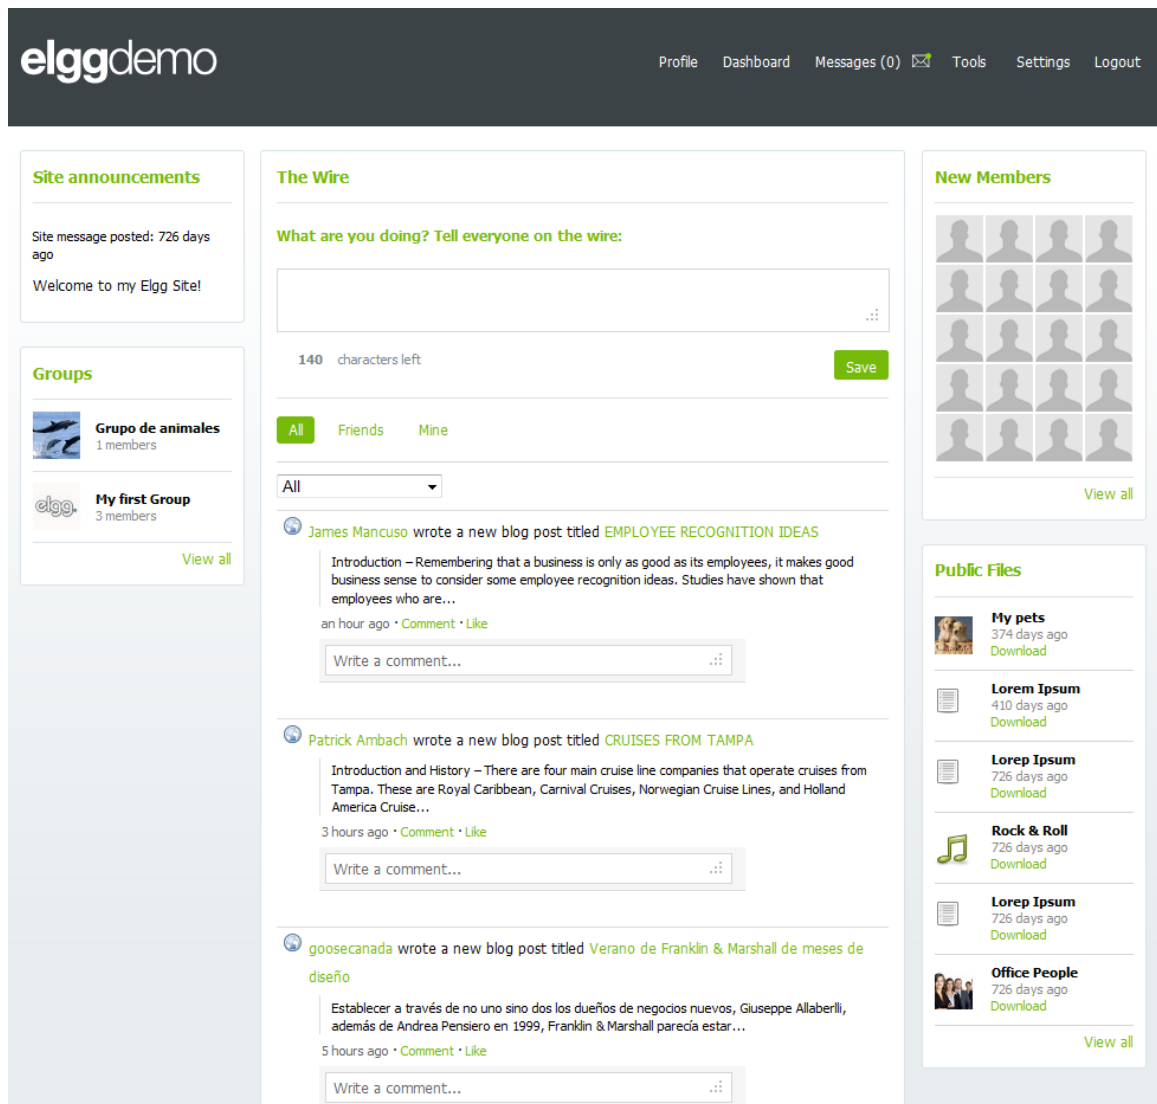 elggdemo
Profile Dashboard Messages (0) Tools Settings Logout
Site announcements
Site message posted: 726 days
ago
Welcome to my Elgg Site!
Groups
Grupo de animales
1 members
elgg.
My first Group
3 members
View all
The Wire
What are you doing? Tell everyone on the wire:
140 characters left
Save
All Friends Mine
All
James Mancuso wrote a new blog post titled EMPLOYEE RECOGNITION IDEAS
Introduction – Remembering that a business is only as good as its employees, it makes good
business sense to consider some employee recognition ideas. Studies have shown that
employees who are...
an hour ago · Comment · Like
Write a comment...
Patrick Ambach wrote a new blog post titled CRUISES FROM TAMPA
Introduction and History – There are four main cruise line companies that operate cruises from
Tampa. These are Royal Caribbean, Carnival Cruises, Norwegian Cruise Lines, and Holland
America Cruise...
3 hours ago · Comment · Like
Write a comment...
goosecanada wrote a new blog post titled Verano de Franklin & Marshall de meses de
diseño
Establecer a través de no uno sino dos los dueños de negocios nuevos, Giuseppe Allaberlli,
además de Andrea Pensiero en 1999, Franklin & Marshall parecía estar...
5 hours ago · Comment · Like
Write a comment...
New Members
View all
Public Files
My pets
374 days ago
Download
Lorem Ipsum
410 days ago
Download
Lorep Ipsum
726 days ago
Download
Rock & Roll
726 days ago
Download
Lorep Ipsum
726 days ago
Download
Office People
726 days ago
Download
View all